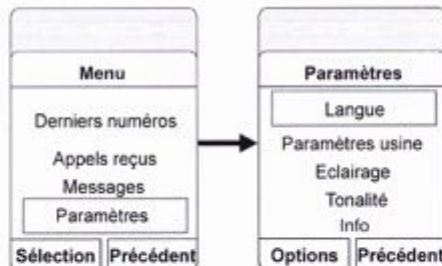 Menu
Derniers numéros
Appels reçus
Messages
Paramètres
Sélection Précédent
Paramètres
Langue
Paramètres usine
Eclairage
Tonalité
Info
Options Précédent